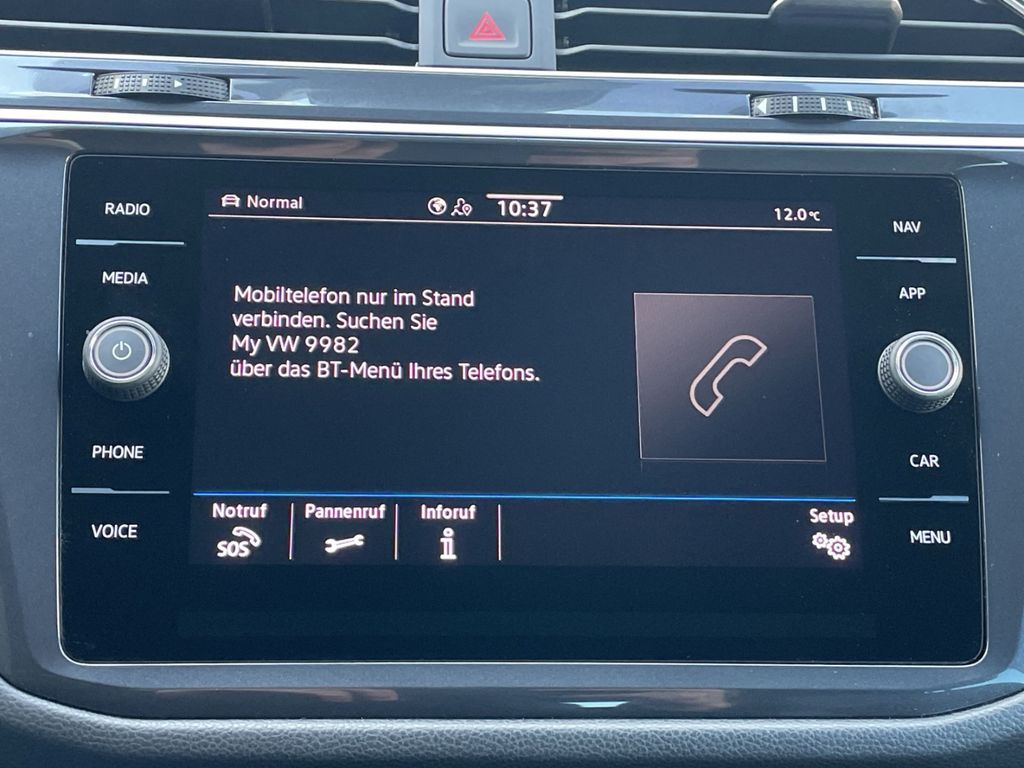 RADIO
MEDIA
PHONE
VOICE
Normal
10:37
12.0°C
Mobiltelefon nur im Stand
verbinden. Suchen Sie
My VW 9982
über das BT-Menü Ihres Telefons.
Notruf
SOS
Pannenruf
Inforuf
Setup
NAV
APP
CAR
MENU